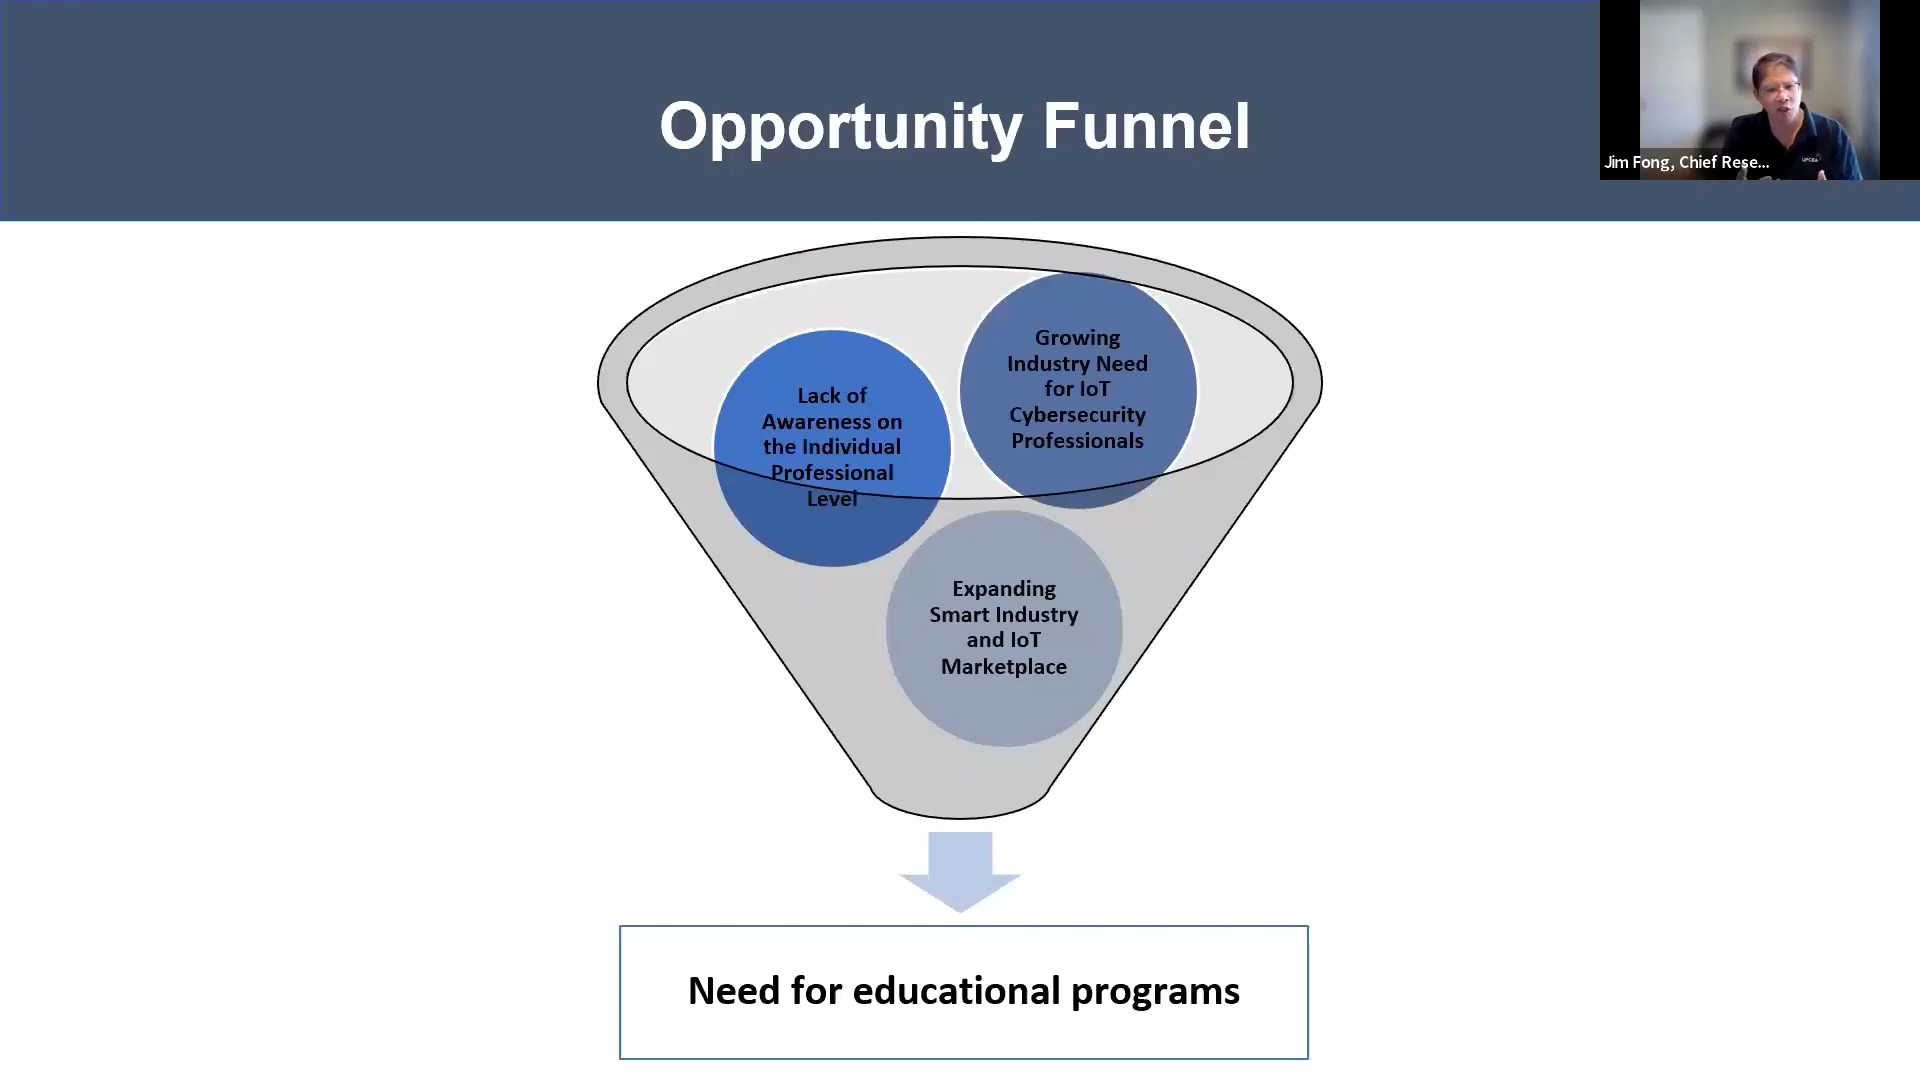 Opportunity Funnel
Jim Fong, Chief Rese...
UPCEA
Growing
Industry Need
for IoT
Cybersecurity
Professionals
Lack of
Awareness on
the Individual
Professional
Level
Expanding
Smart Industry
and IoT
Marketplace
Need for educational programs